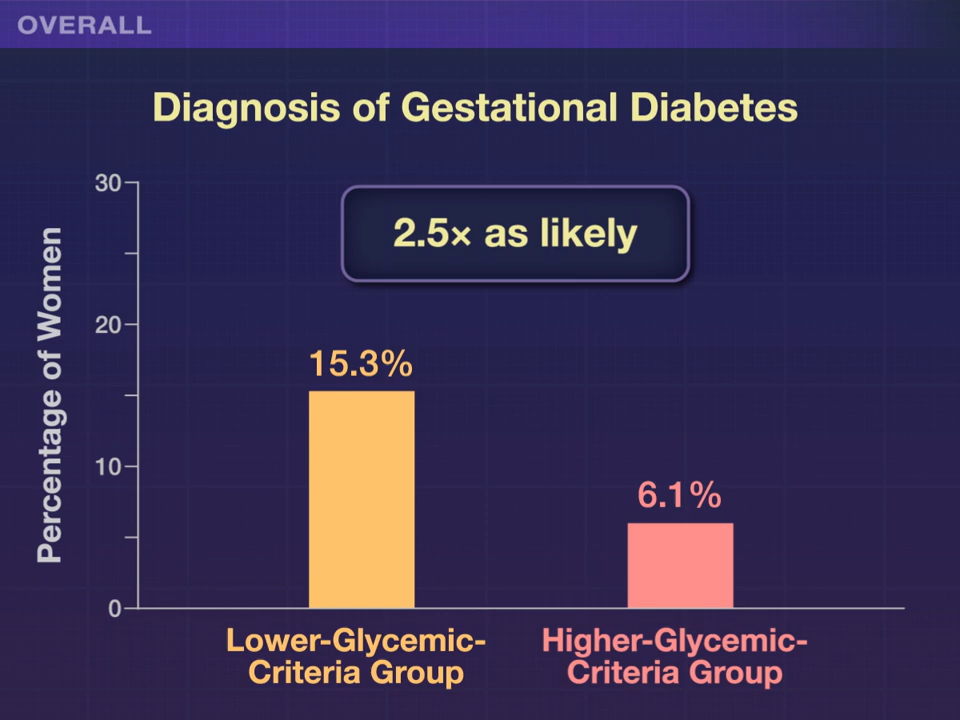 OVERALL
Diagnosis of Gestational Diabetes
Percentage of Women
30
20
10
0
2.5× as likely
15.3%
6.1%
Lower-Glycemic-
Criteria Group
Higher-Glycemic-
Criteria Group